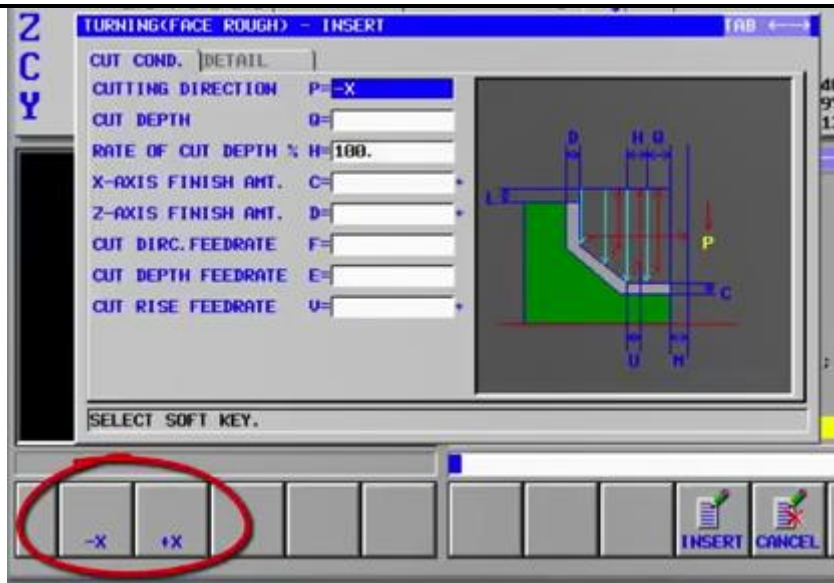 Z
C
Y
TURNING(FACE ROUGH) - INSERT
TAB
CUT COND.
DETAIL
CUTTING DIRECTION P=-X
CUT DEPTH Q=
RATE OF CUT DEPTH % H=100.
X-AXIS FINISH AMT. C= *
Z-AXIS FINISH AMT. D= *
CUT DIRC.FEEDRATE F=
CUT DEPTH FEEDRATE E=
CUT RISE FEEDRATE V= *
D
H Q
L
P
C
U
M
SELECT SOFT KEY.
-X
+X
INSERT
CANCEL